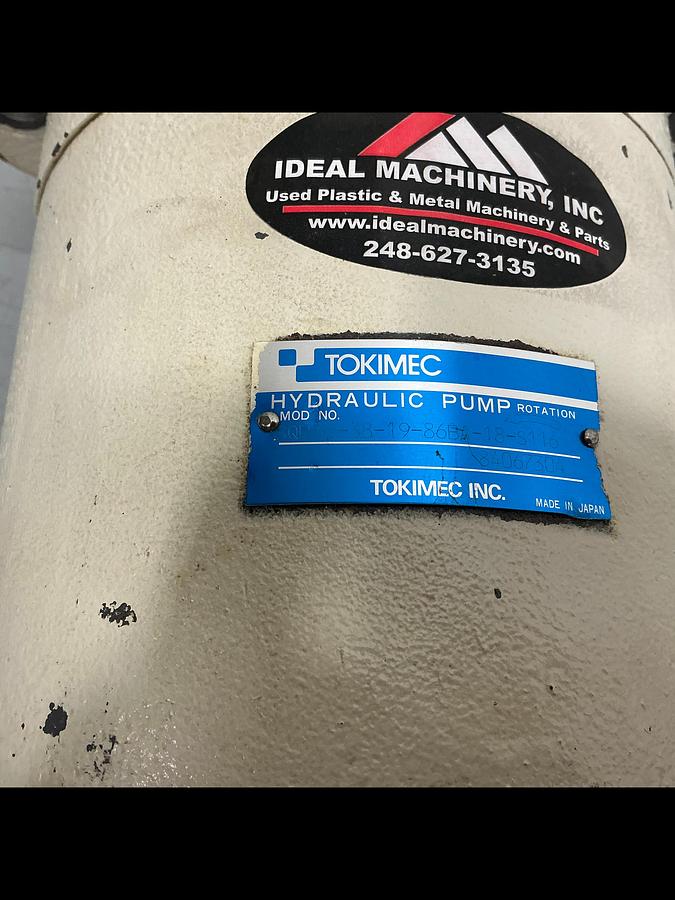 IDEAL MACHINERY, INC
Used Plastic & Metal Machinery & Parts
www.idealmachinery.com
248-627-3135
TOKIMEC
HYDRAULIC PUMP ROTATION
MOD NO.
TOKIMEC INC.
MADE IN JAPAN